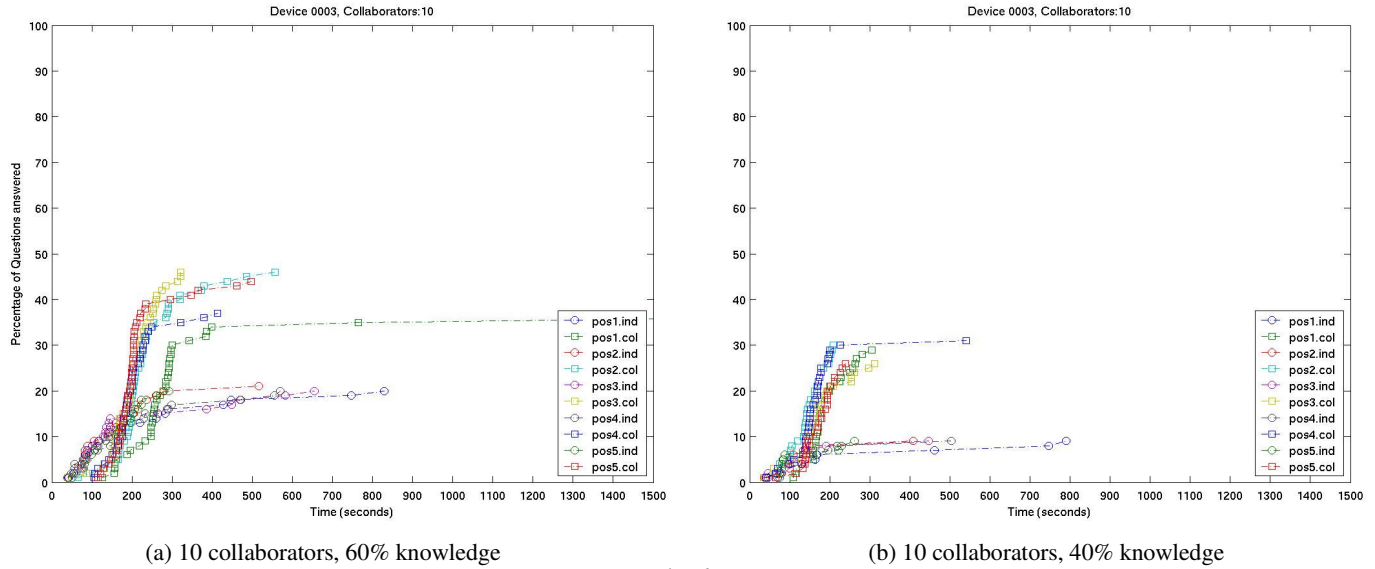 Device 0003, Collaborators:10
Percentage of Questions answered
100
90
80
70
60
50
40
30
20
10
0
0 100 200 300 400 500 600 700 800 900 1000 1100 1200 1300 1400 1500
Time (seconds)
pos1.ind
pos1.col
pos2.ind
pos2.col
pos3.ind
pos3.col
pos4.ind
pos4.col
pos5.ind
pos5.col
(a) 10 collaborators, 60% knowledge
Device 0003, Collaborators:10
100
90
80
70
60
50
40
30
20
10
0
0 100 200 300 400 500 600 700 800 900 1000 1100 1200 1300 1400 1500
Time (seconds)
pos1.ind
pos1.col
pos2.ind
pos2.col
pos3.ind
pos3.col
pos4.ind
pos4.col
pos5.ind
pos5.col
(b) 10 collaborators, 40% knowledge